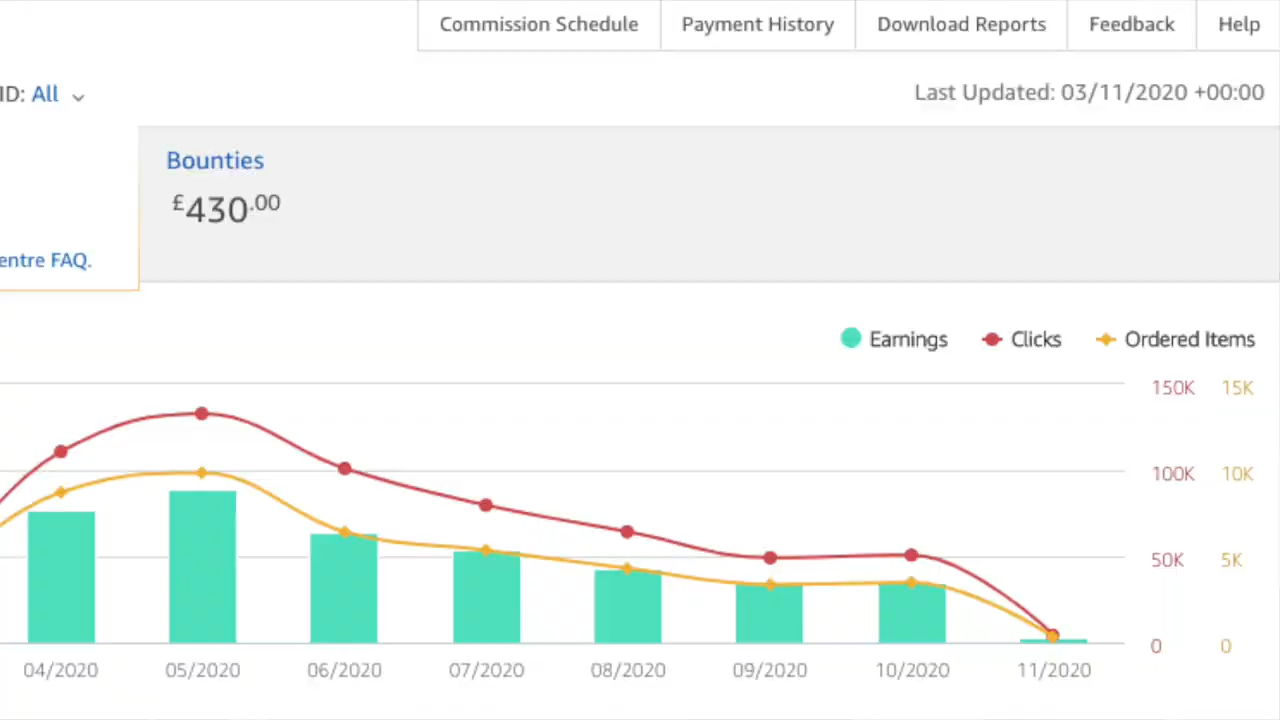 Commission Schedule Payment History Download Reports Feedback Help
ID: All
Last Updated: 03/11/2020 +00:00
Bounties
£430.00
entre FAQ.
Earnings Clicks Ordered Items
150K 15K
100K 10K
50K 5K
0 0
04/2020 05/2020 06/2020 07/2020 08/2020 09/2020 10/2020 11/2020